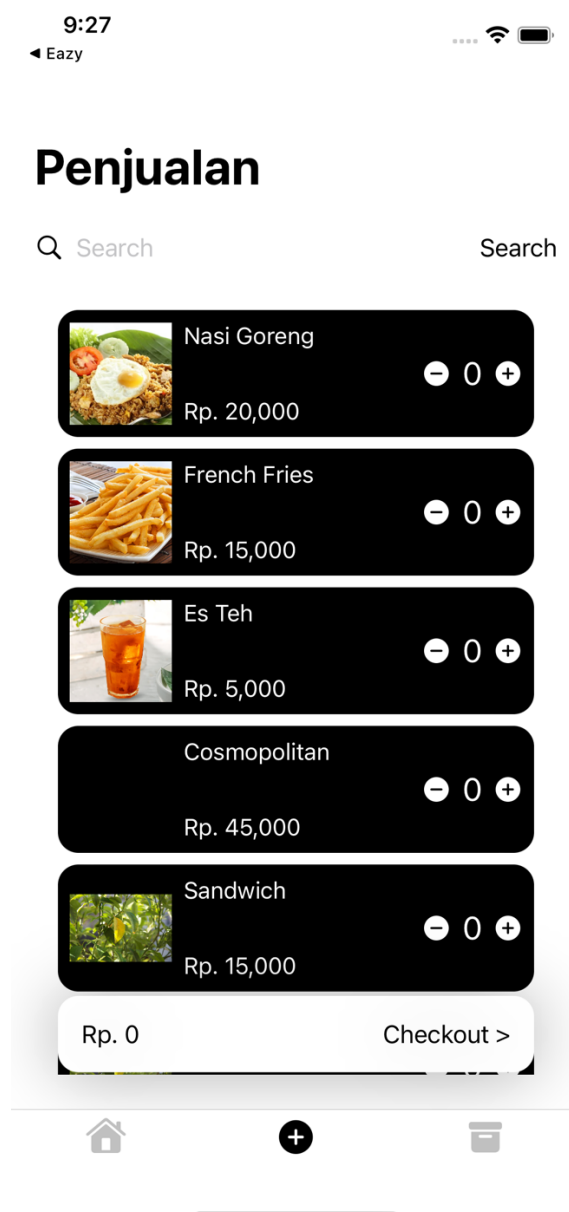 9:27
◀ Eazy
Penjualan
Search Search
Nasi Goreng
0
Rp. 20,000
French Fries
0
Rp. 15,000
Es Teh
0
Rp. 5,000
Cosmopolitan
0
Rp. 45,000
Sandwich
0
Rp. 15,000
Rp. 0 Checkout >